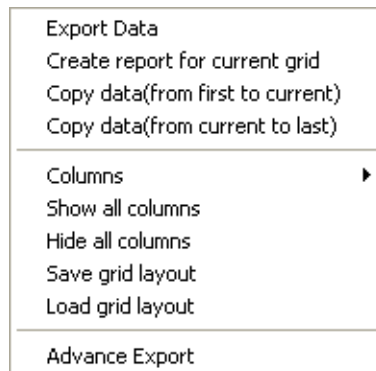 Export Data
Create report for current grid
Copy data(from first to current)
Copy data(from current to last)
Columns
Show all columns
Hide all columns
Save grid layout
Load grid layout
Advance Export